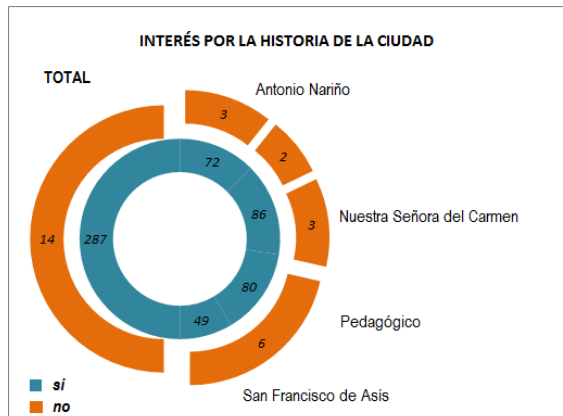 INTERÉS POR LA HISTORIA DE LA CIUDAD
TOTAL
Antonio Nariño
3
72
2
86
Nuestra Señora del Carmen
3
14
287
80
Pedagógico
49
6
San Francisco de Asís
si
no